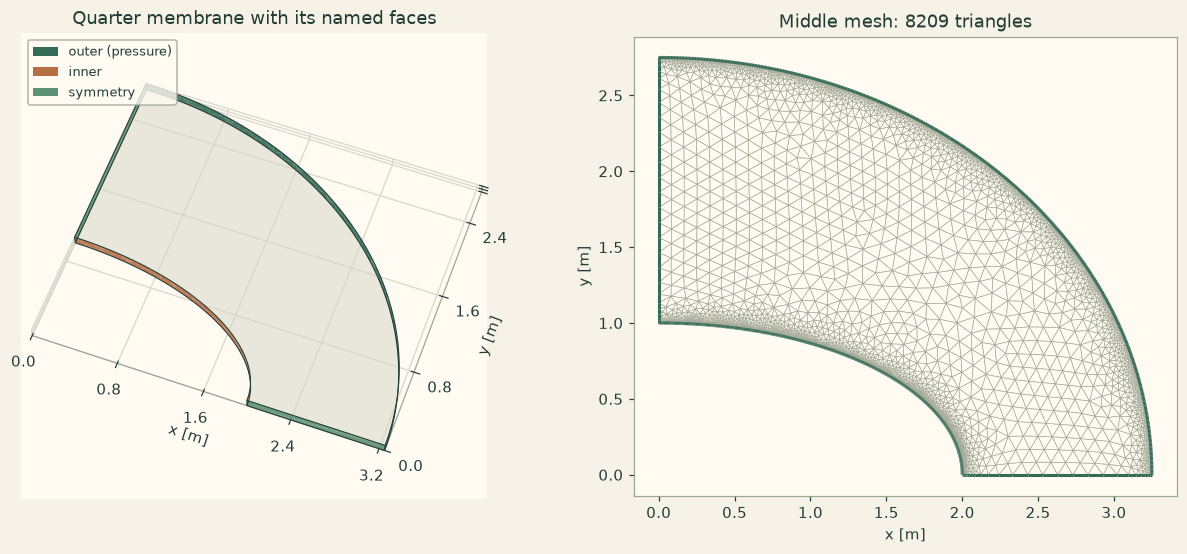 Quarter membrane with its named faces
outer (pressure)
inner
symmetry
0.0
0.8
1.6
2.4
3.2
x [m]
0.0
0.8
1.6
2.4
y [m]
Middle mesh: 8209 triangles
2.5
2.0
1.5
1.0
0.5
0.0
y [m]
0.0 0.5 1.0 1.5 2.0 2.5 3.0
x [m]